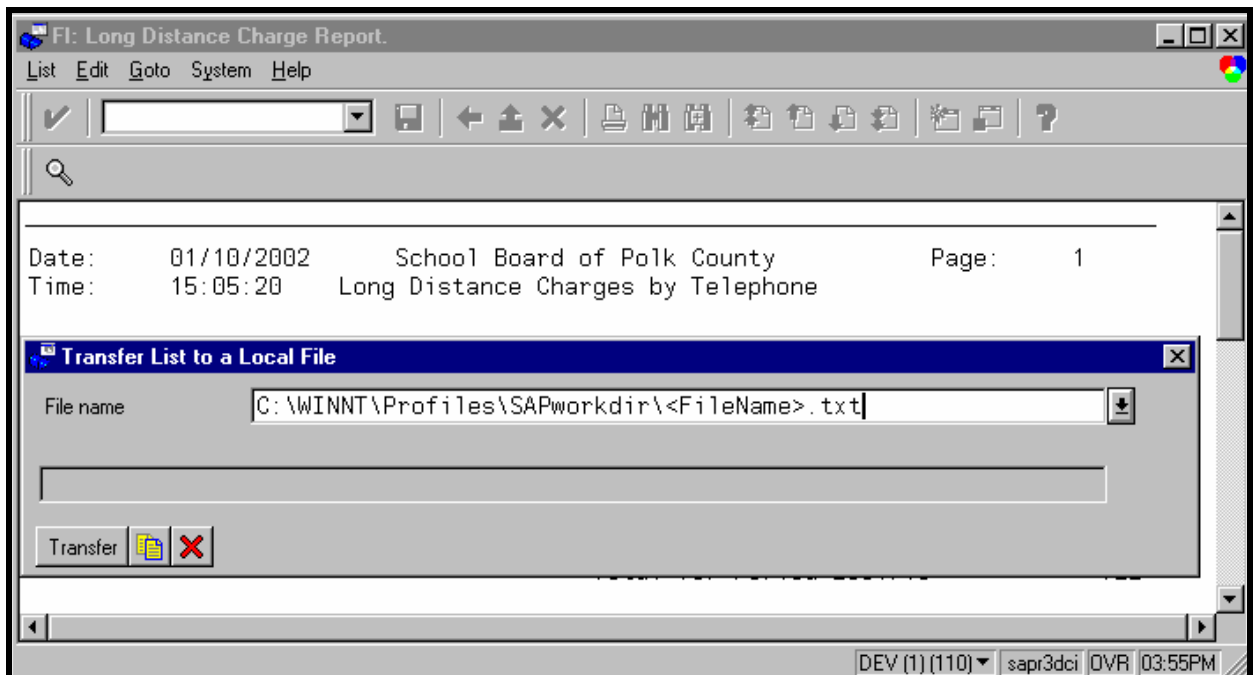 FI: Long Distance Charge Report.
List Edit Goto System Help
Date: 01/10/2002 School Board of Polk County Page: 1
Time: 15:05:20 Long Distance Charges by Telephone
Transfer List to a Local File
File name C:\WINNT\Profiles\SAPworkdir\<FileName>.txt
Transfer
DEV (1) (110) sapr3dci OVR 03:55PM